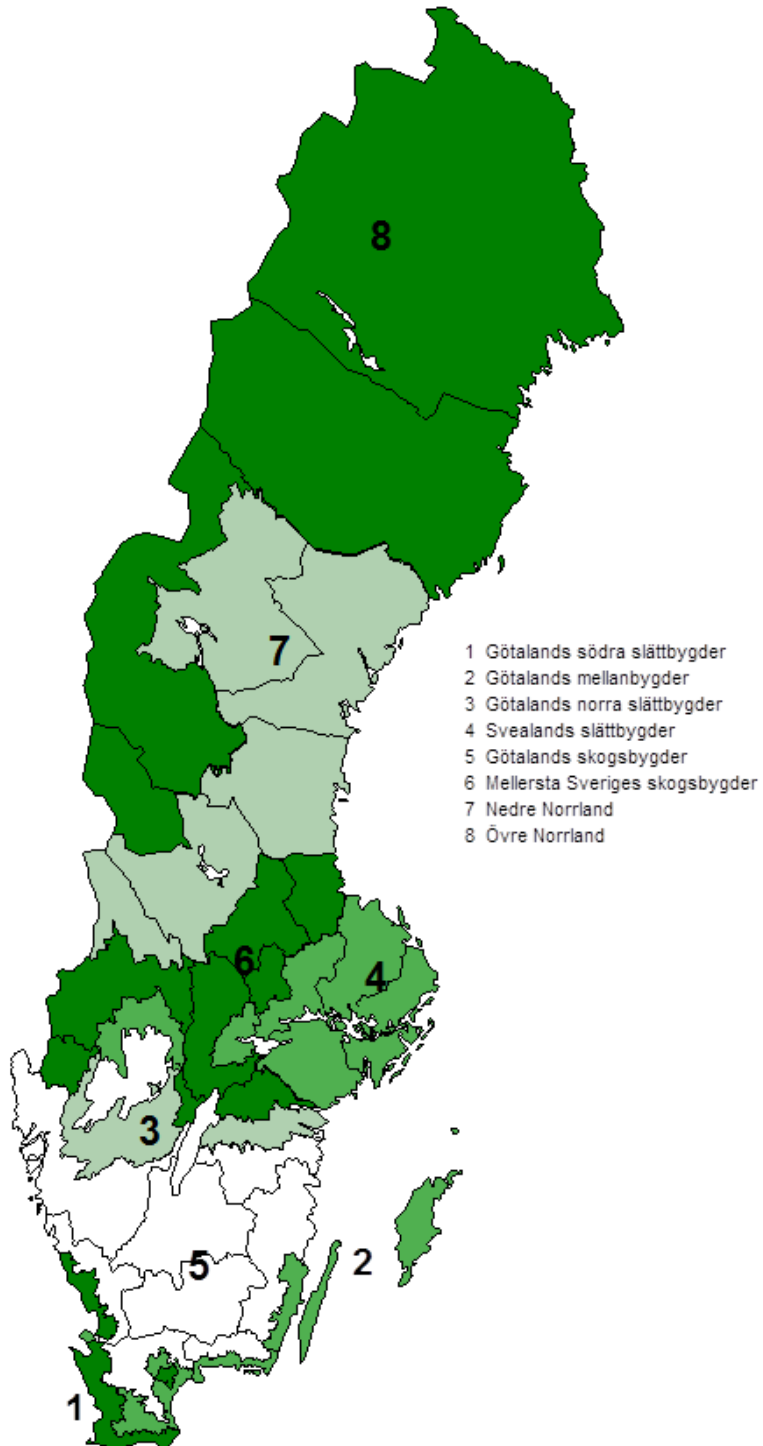 8
7
1 Götalands södra slättbygder
2 Götalands mellanbygder
3 Götalands norra slättbygder
4 Svealands slättbygder
5 Götalands skogsbygder
6 Mellersta Sveriges skogsbygder
7 Nedre Norrland
8 Övre Norrland
6
4
3
2
5
1